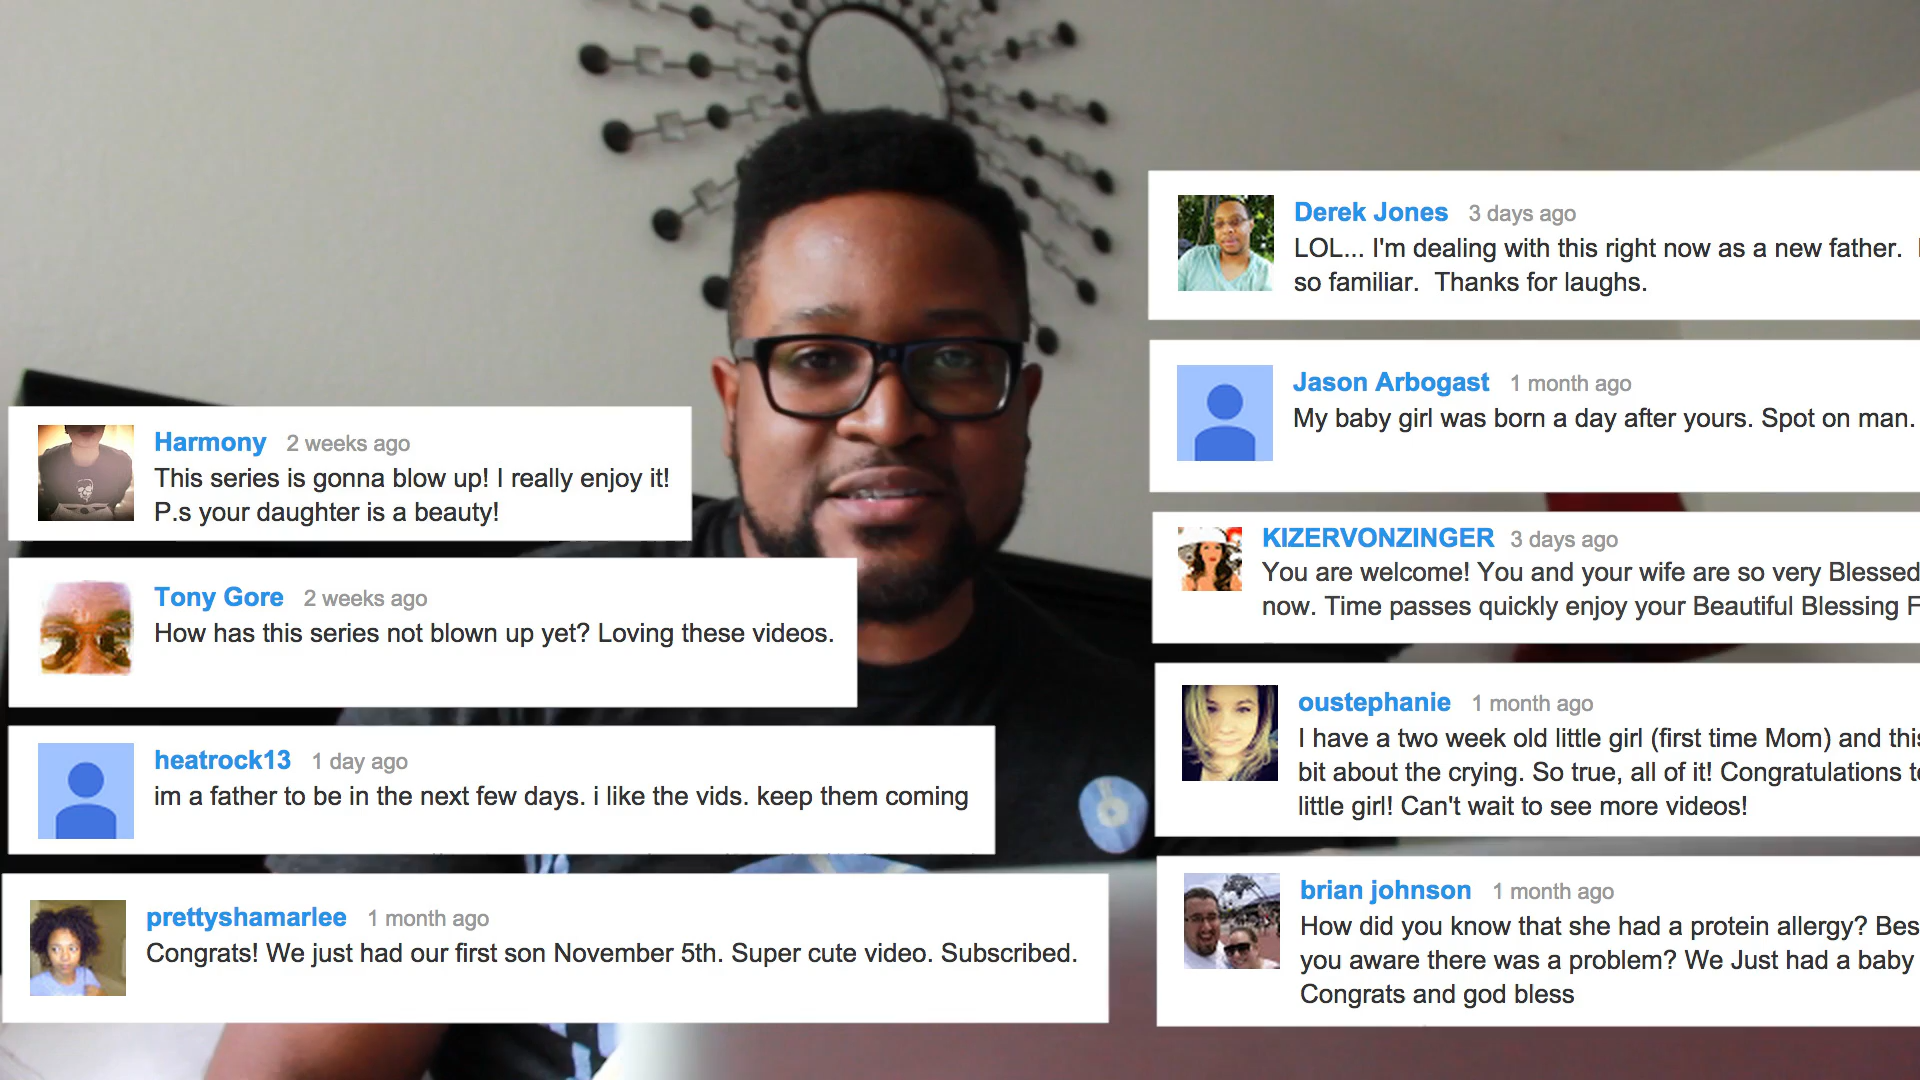 Harmony 2 weeks ago
This series is gonna blow up! I really enjoy it!
P.s your daughter is a beauty!
Tony Gore 2 weeks ago
How has this series not blown up yet? Loving these videos.
heatrock13 1 day ago
im a father to be in the next few days. i like the vids. keep them coming
prettyshamarlee 1 month ago
Congrats! We just had our first son November 5th. Super cute video. Subscribed.
Derek Jones 3 days ago
LOL... I'm dealing with this right now as a new father.
so familiar.  Thanks for laughs.
Jason Arbogast 1 month ago
My baby girl was born a day after yours. Spot on man.
KIZERVONZINGER 3 days ago
You are welcome! You and your wife are so very Blessed
now. Time passes quickly enjoy your Beautiful Blessing
oustephanie 1 month ago
I have a two week old little girl (first time Mom) and this
bit about the crying. So true, all of it! Congratulations
little girl! Can't wait to see more videos!
brian johnson 1 month ago
How did you know that she had a protein allergy?
you aware there was a problem? We Just had a baby
Congrats and god bless